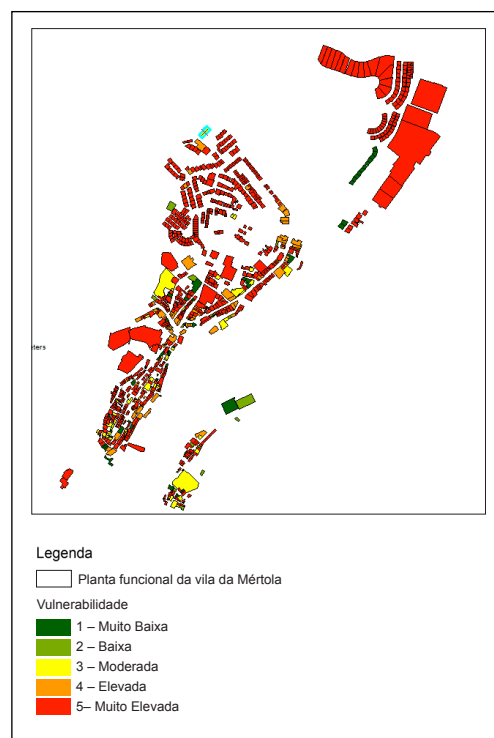 eters
Legenda
Planta funcional da vila da Mértola
Vulnerabilidade
1 – Muito Baixa
2 – Baixa
3 – Moderada
4 – Elevada
5– Muito Elevada